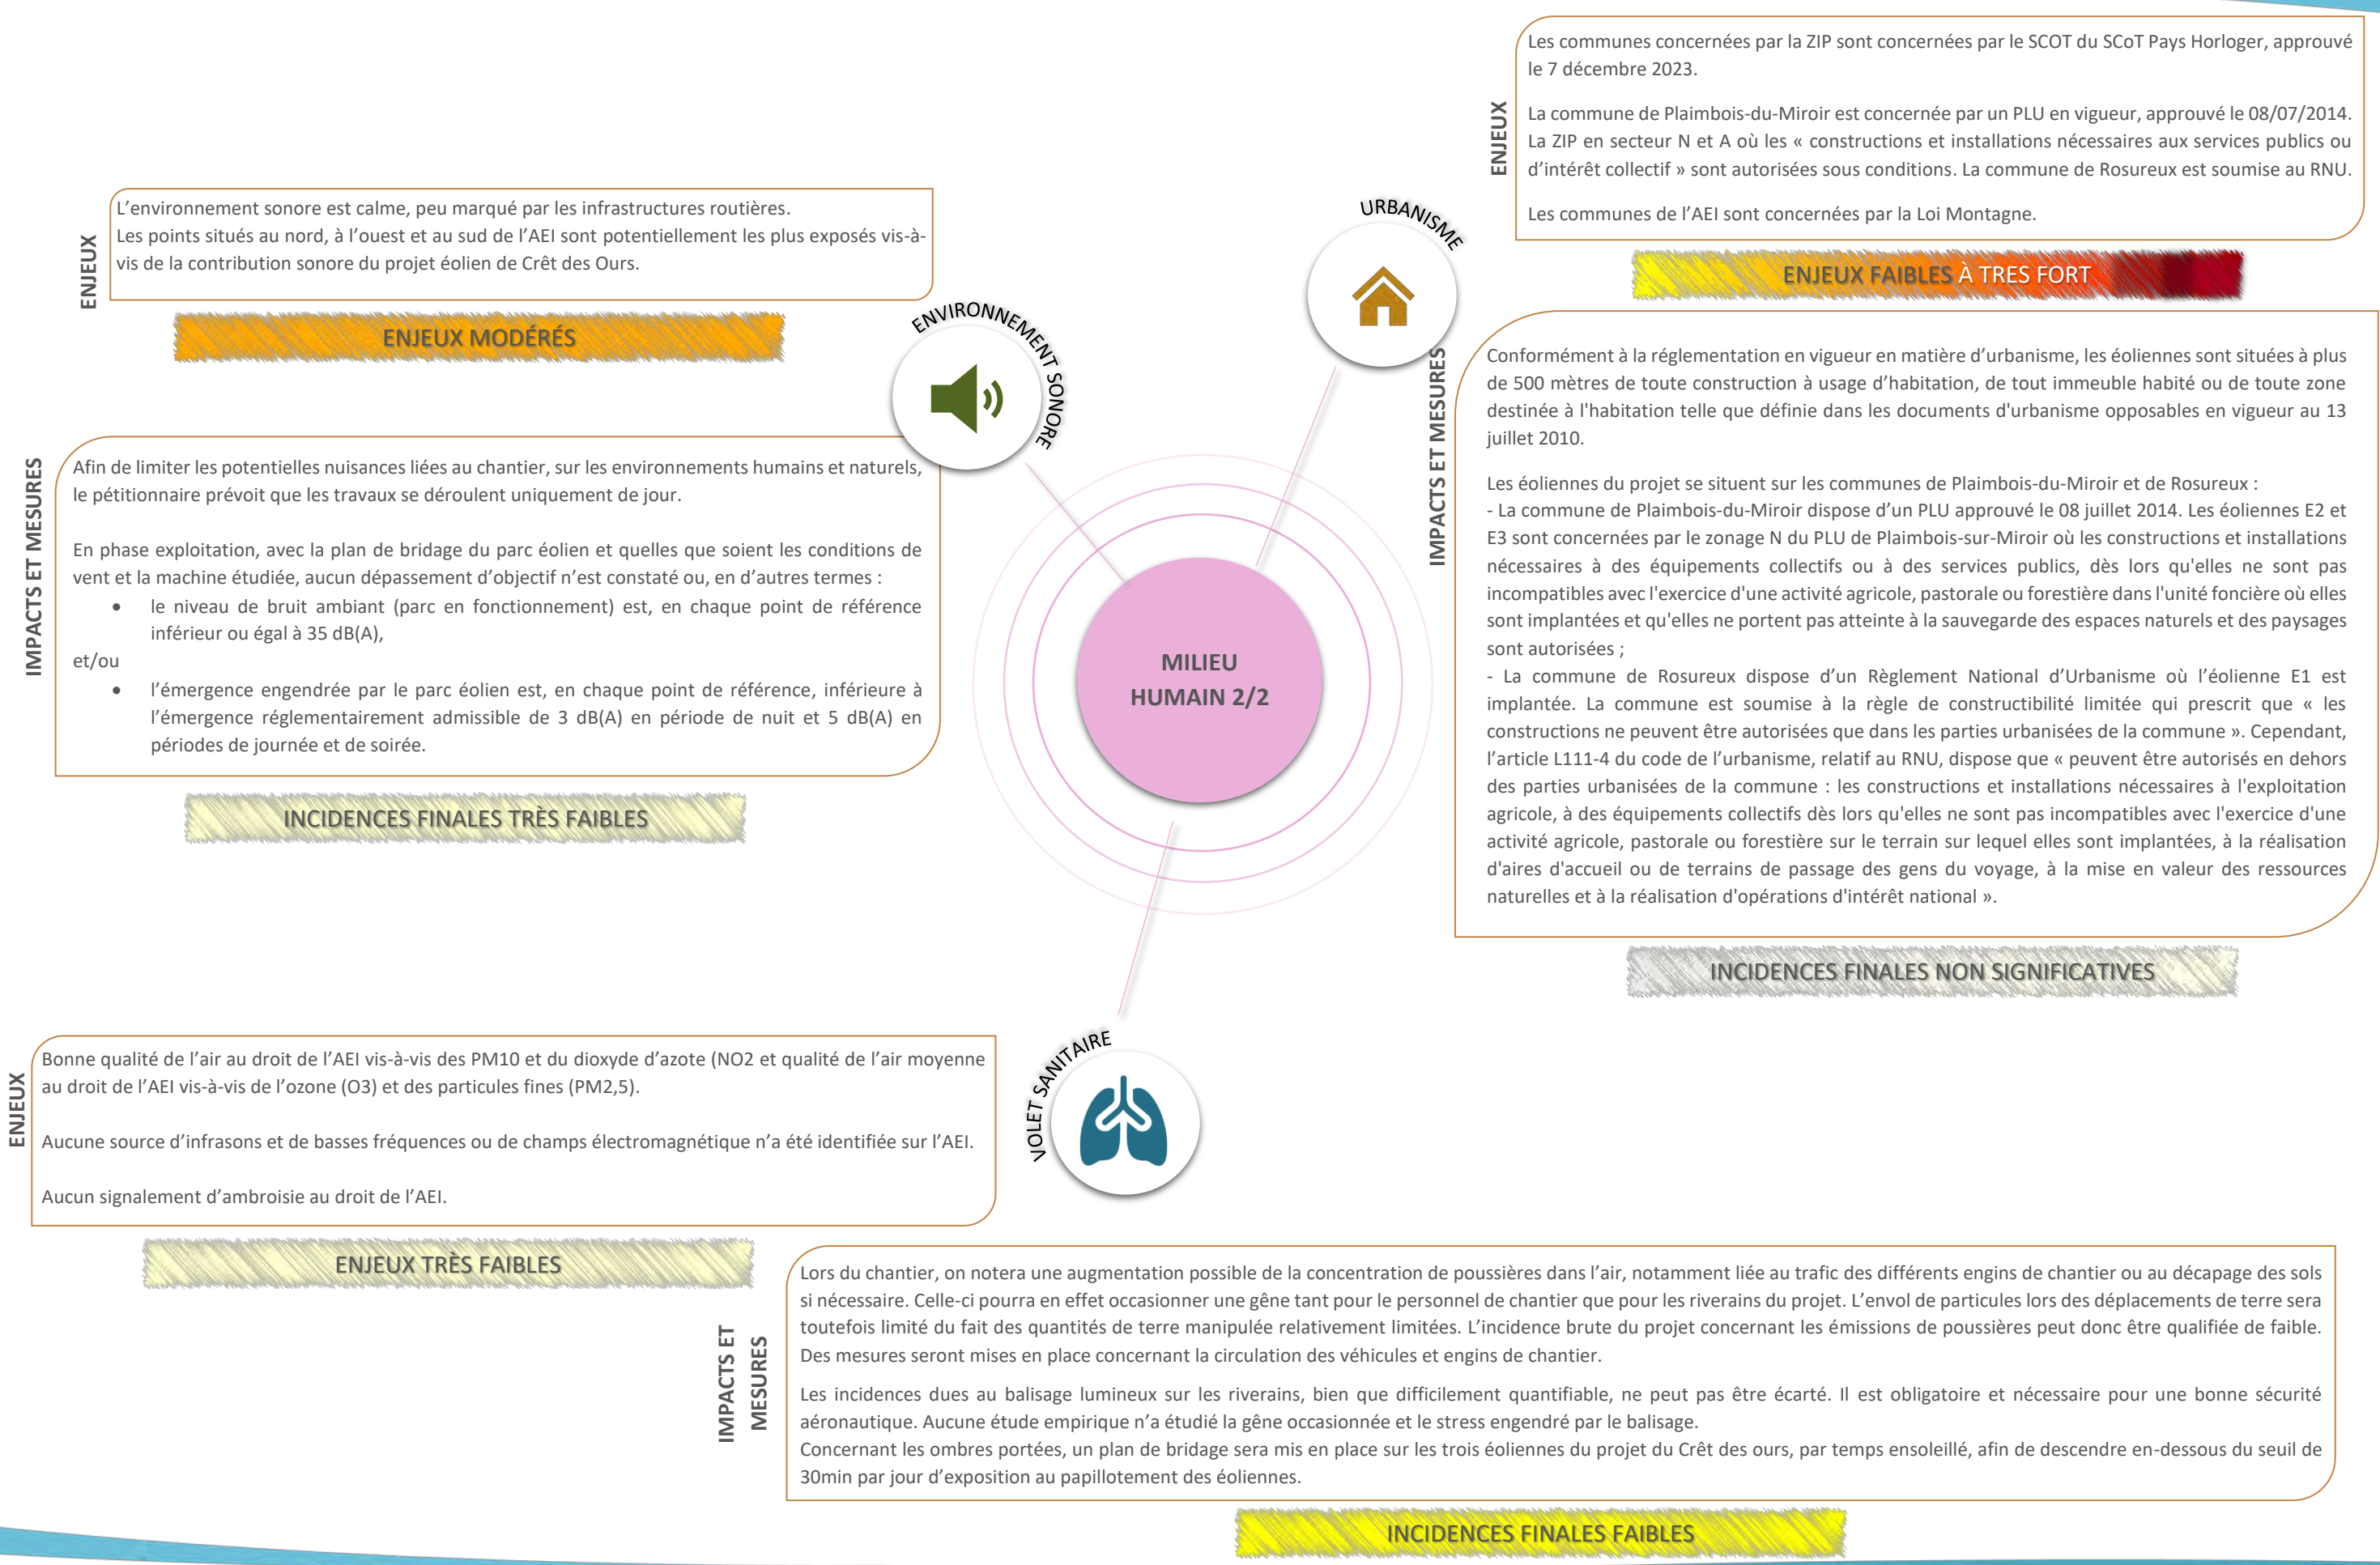 ENJEUX
L’environnement sonore est calme, peu marqué par les infrastructures routières.
Les points situés au nord, à l’ouest et au sud de l’AEI sont potentiellement les plus exposés vis-à-
vis de la contribution sonore du projet éolien de Crêt des Ours.
ENJEUX MODÉRÉS
ENVIRONNEMENT SONORE
IMPACTS ET MESURES
Afin de limiter les potentielles nuisances liées au chantier, sur les environnements humains et naturels,
le pétitionnaire prévoit que les travaux se déroulent uniquement de jour.
En phase exploitation, avec la plan de bridage du parc éolien et quelles que soient les conditions de
vent et la machine étudiée, aucun dépassement d’objectif n’est constaté ou, en d’autres termes :
• le niveau de bruit ambiant (parc en fonctionnement) est, en chaque point de référence
inférieur ou égal à 35 dB(A),
et/ou
• l’émergence engendrée par le parc éolien est, en chaque point de référence, inférieure à
l’émergence réglementairement admissible de 3 dB(A) en période de nuit et 5 dB(A) en
périodes de journée et de soirée.
INCIDENCES FINALES TRÈS FAIBLES
URBANISME
ENJEUX
Les communes concernées par la ZIP sont concernées par le SCOT du SCoT Pays Horloger, approuvé
le 7 décembre 2023.
La commune de Plaimbois-du-Miroir est concernée par un PLU en vigueur, approuvé le 08/07/2014.
La ZIP en secteur N et A où les « constructions et installations nécessaires aux services publics ou
d’intérêt collectif » sont autorisées sous conditions. La commune de Rosureux est soumise au RNU.
Les communes de l’AEI sont concernées par la Loi Montagne.
ENJEUX FAIBLES À TRES FORT
IMPACTS ET MESURES
Conformément à la réglementation en vigueur en matière d’urbanisme, les éoliennes sont situées à plus
de 500 mètres de toute construction à usage d’habitation, de tout immeuble habité ou de toute zone
destinée à l'habitation telle que définie dans les documents d'urbanisme opposables en vigueur au 13
juillet 2010.
Les éoliennes du projet se situent sur les communes de Plaimbois-du-Miroir et de Rosureux :
- La commune de Plaimbois-du-Miroir dispose d’un PLU approuvé le 08 juillet 2014. Les éoliennes E2 et
E3 sont concernées par le zonage N du PLU de Plaimbois-sur-Miroir où les constructions et installations
nécessaires à des équipements collectifs ou à des services publics, dès lors qu'elles ne sont pas
incompatibles avec l'exercice d'une activité agricole, pastorale ou forestière dans l'unité foncière où elles
sont implantées et qu'elles ne portent pas atteinte à la sauvegarde des espaces naturels et des paysages
sont autorisées ;
- La commune de Rosureux dispose d’un Règlement National d’Urbanisme où l’éolienne E1 est
implantée. La commune est soumise à la règle de constructibilité limitée qui prescrit que « les
constructions ne peuvent être autorisées que dans les parties urbanisées de la commune ». Cependant,
l’article L111-4 du code de l’urbanisme, relatif au RNU, dispose que « peuvent être autorisés en dehors
des parties urbanisées de la commune : les constructions et installations nécessaires à l'exploitation
agricole, à des équipements collectifs dès lors qu'elles ne sont pas incompatibles avec l'exercice d'une
activité agricole, pastorale ou forestière sur le terrain sur lequel elles sont implantées, à la réalisation
d'aires d'accueil ou de terrains de passage des gens du voyage, à la mise en valeur des ressources
naturelles et à la réalisation d'opérations d'intérêt national ».
INCIDENCES FINALES NON SIGNIFICATIVES
MILIEU
HUMAIN 2/2
VOLET SANITAIRE
ENJEUX
Bonne qualité de l’air au droit de l’AEI vis-à-vis des PM10 et du dioxyde d’azote (NO2 et qualité de l’air moyenne
au droit de l’AEI vis-à-vis de l’ozone (O3) et des particules fines (PM2,5).
Aucune source d’infrasons et de basses fréquences ou de champs électromagnétique n’a été identifiée sur l’AEI.
Aucun signalement d’ambroisie au droit de l’AEI.
ENJEUX TRÈS FAIBLES
IMPACTS ET
MESURES
Lors du chantier, on notera une augmentation possible de la concentration de poussières dans l’air, notamment liée au trafic des différents engins de chantier ou au décapage des sols
si nécessaire. Celle-ci pourra en effet occasionner une gêne tant pour le personnel de chantier que pour les riverains du projet. L’envol de particules lors des déplacements de terre sera
toutefois limité du fait des quantités de terre manipulée relativement limitées. L’incidence brute du projet concernant les émissions de poussières peut donc être qualifiée de faible.
Des mesures seront mises en place concernant la circulation des véhicules et engins de chantier.
Les incidences dues au balisage lumineux sur les riverains, bien que difficilement quantifiable, ne peut pas être écarté. Il est obligatoire et nécessaire pour une bonne sécurité
aéronautique. Aucune étude empirique n’a étudié la gêne occasionnée et le stress engendré par le balisage.
Concernant les ombres portées, un plan de bridage sera mis en place sur les trois éoliennes du projet du Crêt des ours, par temps ensoleillé, afin de descendre en-dessous du seuil de
30min par jour d’exposition au papillotement des éoliennes.
INCIDENCES FINALES FAIBLES